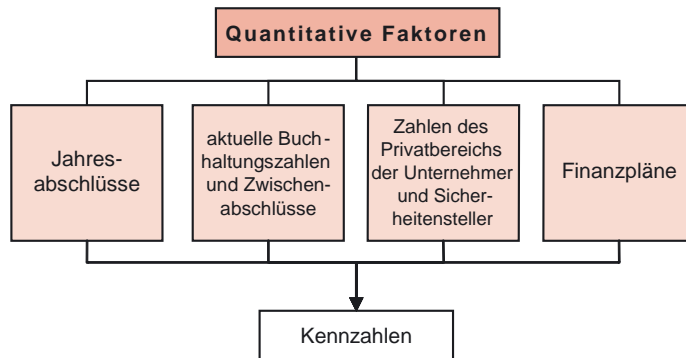 Quantitative Faktoren
Jahres-
abschlüsse
aktuelle Buch-
haltungszahlen
und Zwischen-
abschlüsse
Zahlen des
Privatbereichs
der Unternehmer
und Sicher-
heitensteller
Finanzpläne
Kennzahlen